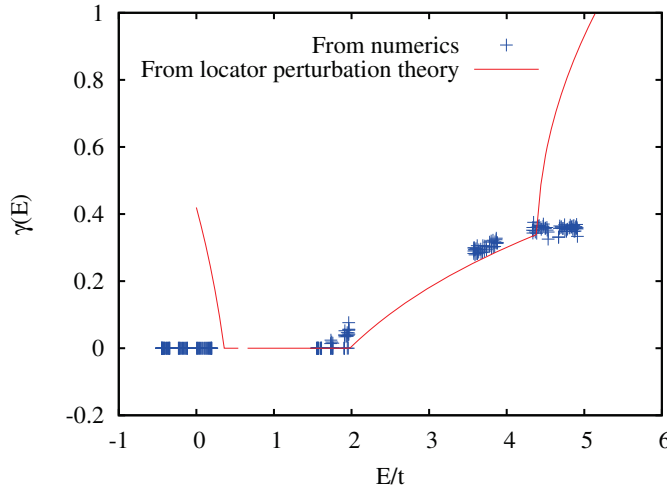 1
0.8
0.6
0.4
0.2
0
-0.2
γ(E)
From numerics
From locator perturbation theory
-1 0 1 2 3 4 5 6
E/t